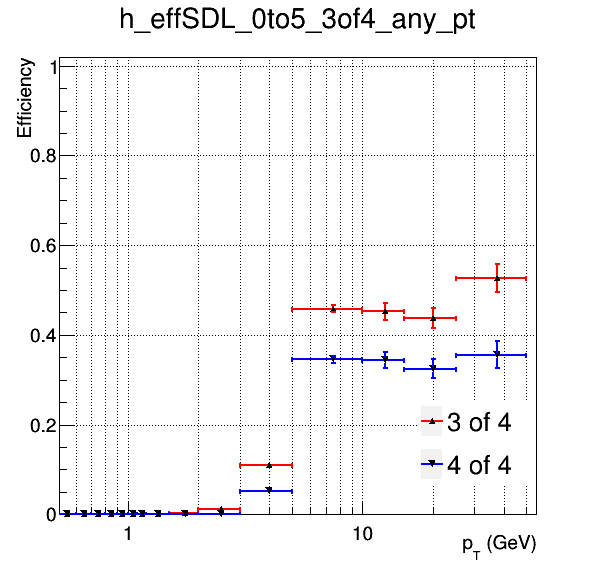 h_effSDL_0to5_3of4_any_pt
Efficiency
1
0.8
0.6
0.4
0.2
0
3 of 4
4 of 4
1
10
p_T (GeV)